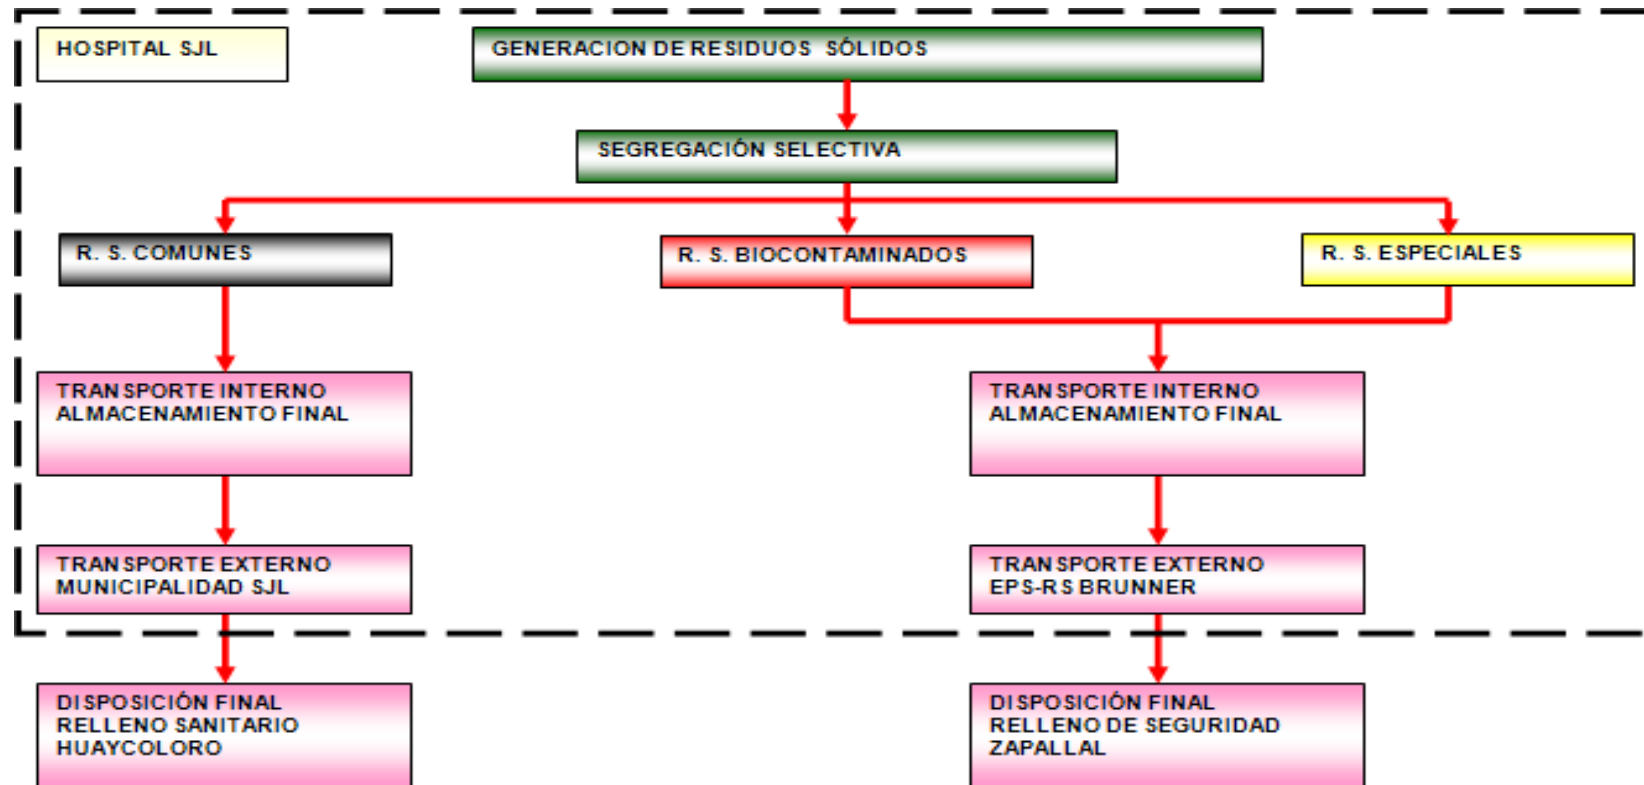 HOSPITAL SJL
GENERACION DE RESIDUOS SÓLIDOS
SEGREGACIÓN SELECTIVA
R. S. COMUNES
R. S. BIOCONTAMINADOS
R. S. ESPECIALES
TRANSPORTE INTERNO
ALMACENAMIENTO FINAL
TRANSPORTE INTERNO
ALMACENAMIENTO FINAL
TRANSPORTE EXTERNO
MUNICIPALIDAD SJL
TRANSPORTE EXTERNO
EPS-RS BRUNNER
DISPOSICIÓN FINAL
RELLENO SANITARIO
HUAYCOLORO
DISPOSICIÓN FINAL
RELLENO DE SEGURIDAD
ZAPALLAL